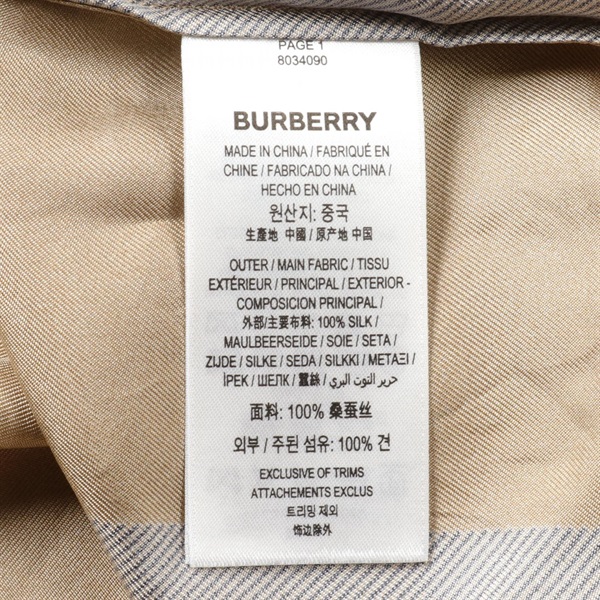 PAGE 1
8034090
BURBERRY
MADE IN CHINA / FABRIQUÉ EN
CHINE / FABRICADO NA CHINA /
HECHO EN CHINA
원산지: 중국
生產地 中國 / 原产地 中国
OUTER / MAIN FABRIC / TISSU
EXTÉRIEUR / PRINCIPAL / EXTERIOR -
COMPOSICION PRINCIPAL /
外部/主要布料: 100% SILK /
MAULBEERSEIDE / SOIE / SETA /
ZIJDE / SILKE / SEDA / SILKKI / ΜΕΤΑΞΙ /
İPEK / ШЕЛК / 蠶絲 / حرير التوت البري
面料: 100% 桑蚕丝
외부 / 주된 섬유: 100% 견
EXCLUSIVE OF TRIMS
ATTACHEMENTS EXCLUS
트리밍 제외
饰边除外